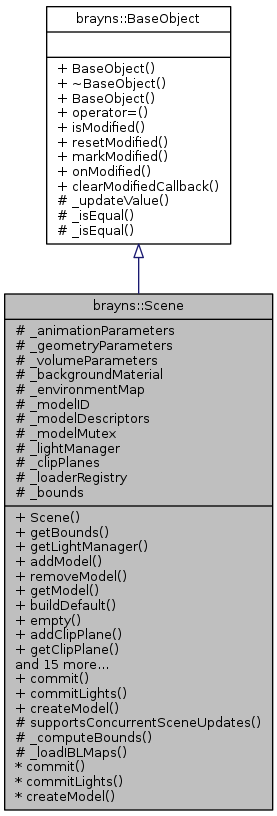 brayns::BaseObject
+ BaseObject()
+ ~BaseObject()
+ BaseObject()
+ operator=()
+ isModified()
+ resetModified()
+ markModified()
+ onModified()
+ clearModifiedCallback()
# _updateValue()
# _isEqual()
# _isEqual()
brayns::Scene
# _animationParameters
# _geometryParameters
# _volumeParameters
# _backgroundMaterial
# _environmentMap
# _modelID
# _modelDescriptors
# _modelMutex
# _lightManager
# _clipPlanes
# _loaderRegistry
# _bounds
+ Scene()
+ getBounds()
+ getLightManager()
+ addModel()
+ removeModel()
+ getModel()
+ buildDefault()
+ empty()
+ addClipPlane()
+ getClipPlane()
and 15 more...
+ commit()
+ commitLights()
+ createModel()
# supportsConcurrentSceneUpdates()
# _computeBounds()
# _loadIBLMaps()
* commit()
* commitLights()
* createModel()